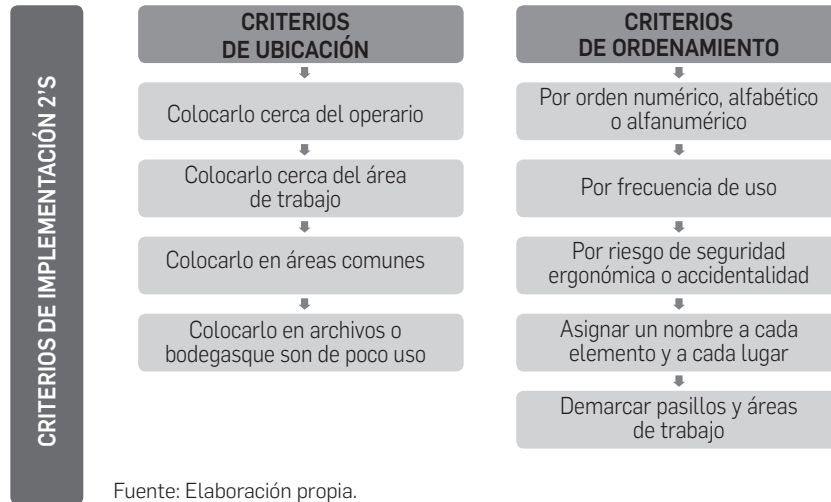 CRITERIOS DE IMPLEMENTACIÓN 2'S
CRITERIOS
DE UBICACIÓN
Colocarlo cerca del operario
Colocarlo cerca del área
de trabajo
Colocarlo en áreas comunes
Colocarlo en archivos o
bodegasque son de poco uso
CRITERIOS
DE ORDENAMIENTO
Por orden numérico, alfabético
o alfanumérico
Por frecuencia de uso
Por riesgo de seguridad
ergonómica o accidentalidad
Asignar un nombre a cada
elemento y a cada lugar
Demarcar pasillos y áreas
de trabajo
Fuente: Elaboración propia.